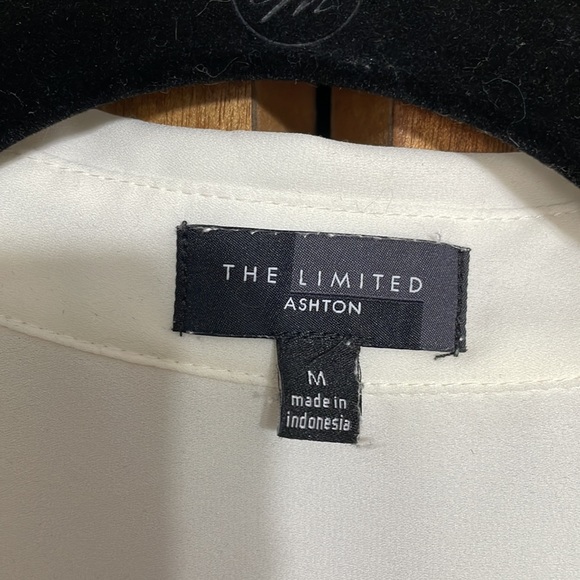 THE LIMITED
ASHTON
M
made in
indonesia